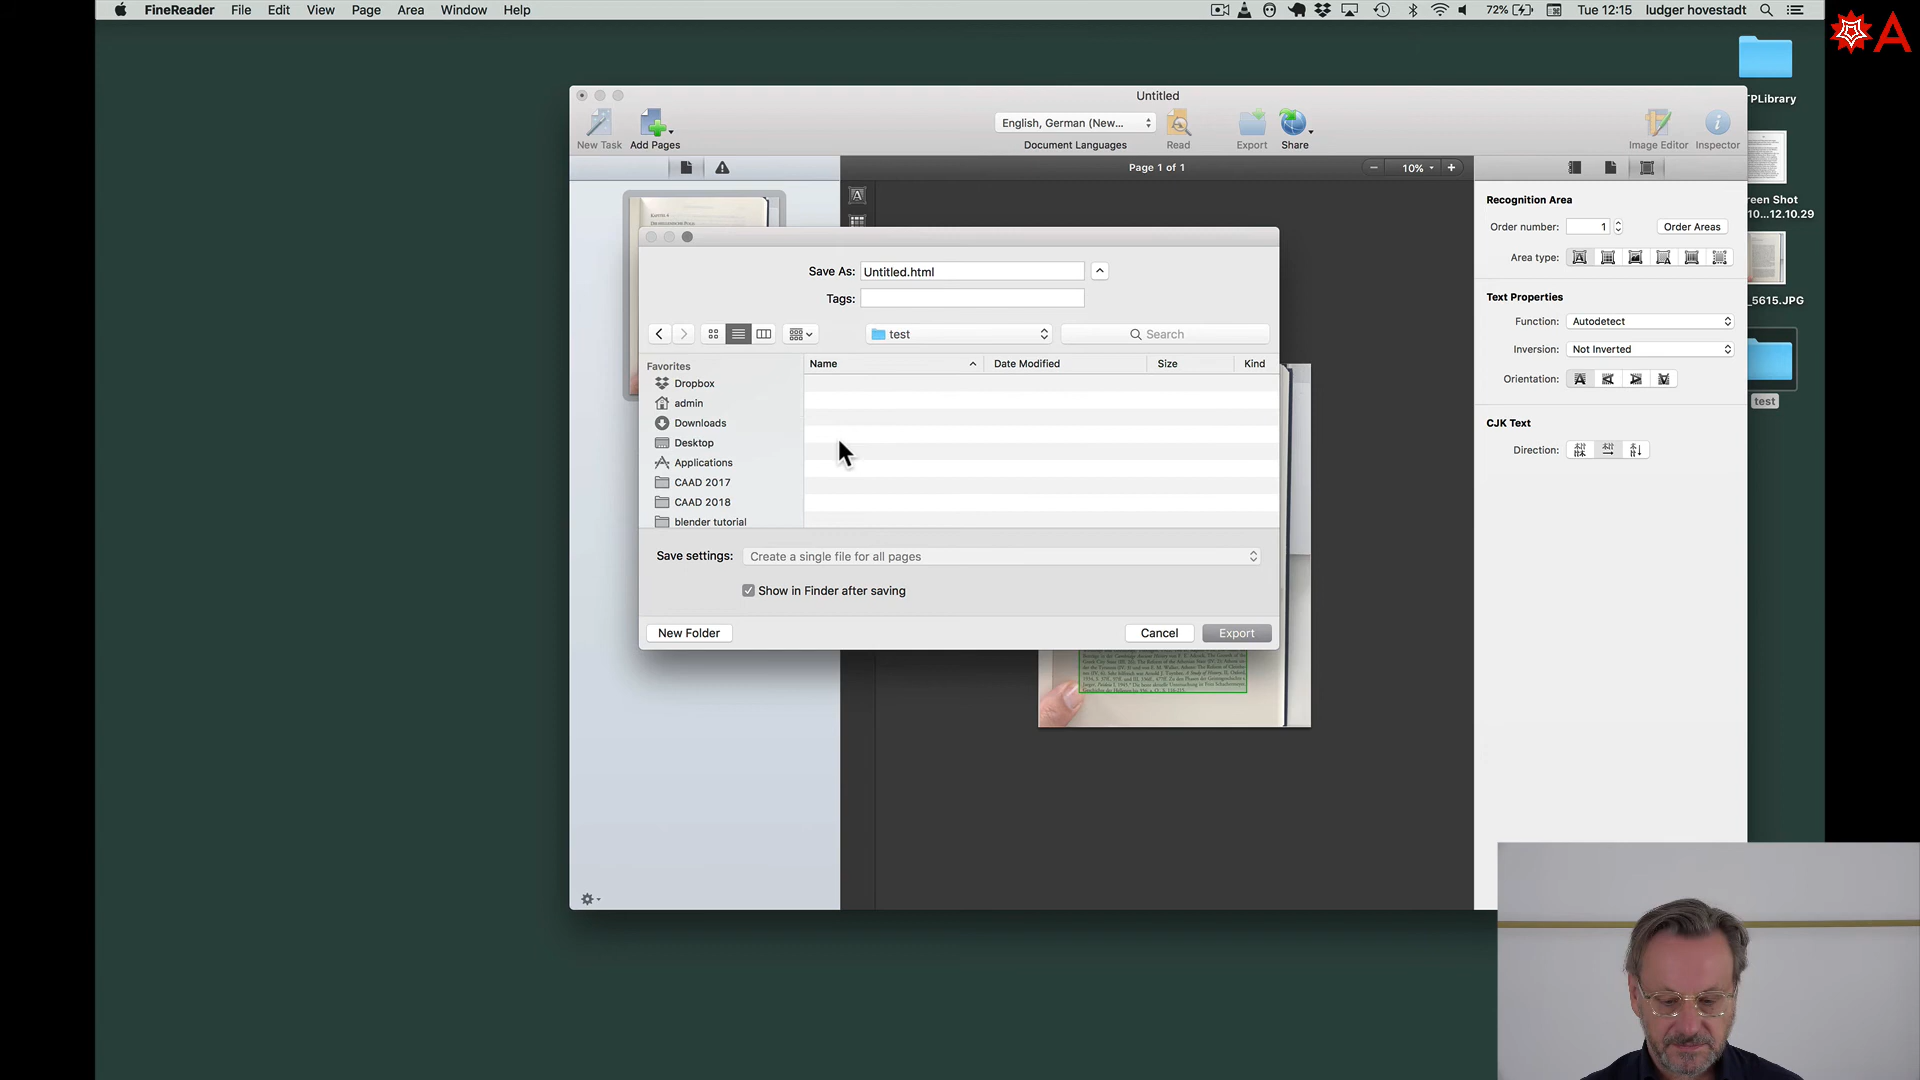 FineReader File Edit View Page Area Window Help
72% Tue 12:15 ludger hovestadt
A
TPLibrary
Untitled
New Task Add Pages
English, German (New...
Document Languages
Read Export Share
Image Editor Inspector
Page 1 of 1
10%
KAPITEL 4
Recognition Area
Order number: 1 Order Areas
Area type:
Text Properties
Function: Autodetect
Inversion: Not Inverted
Orientation:
CJK Text
Direction:
reen Shot
10...12.10.29
_5615.JPG
test
Save As: Untitled.html
Tags:
test
Search
Favorites
Dropbox
admin
Downloads
Desktop
Applications
CAAD 2017
CAAD 2018
blender tutorial
Name Date Modified Size Kind
Save settings: Create a single file for all pages
Show in Finder after saving
New Folder Cancel Export